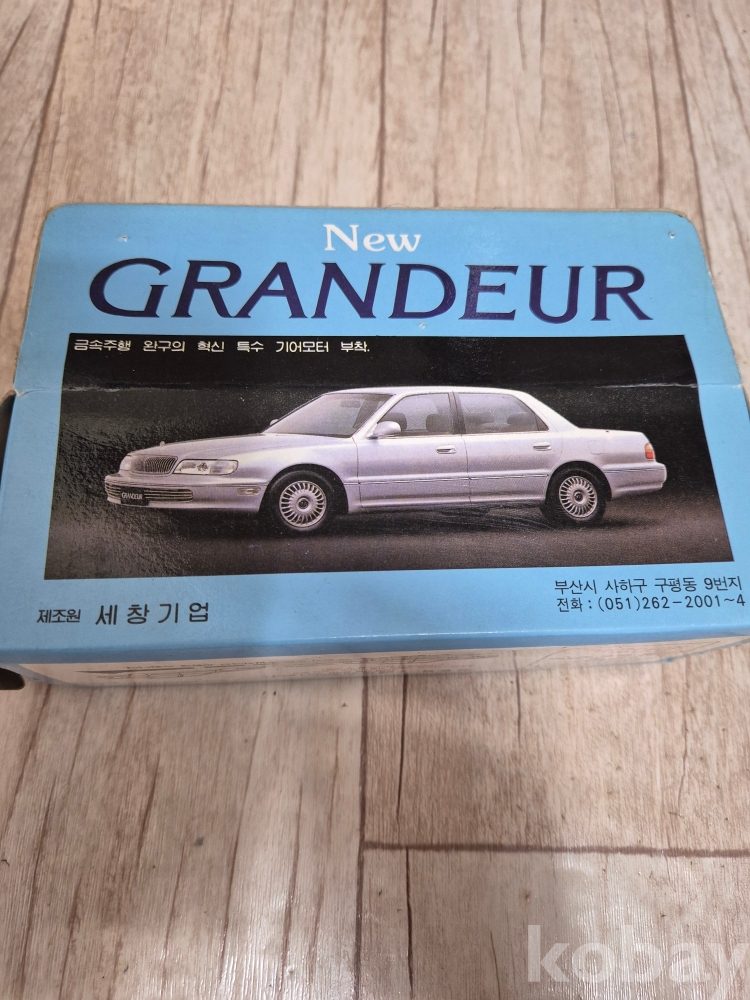 New
GRANDEUR
금속주행 완구의 혁신 특수 기어모터 부착.
GRANDEUR
제조원 세창기업
부산시 사하구 구평동 9번지
전화 : (051)262-2001~4
kobay